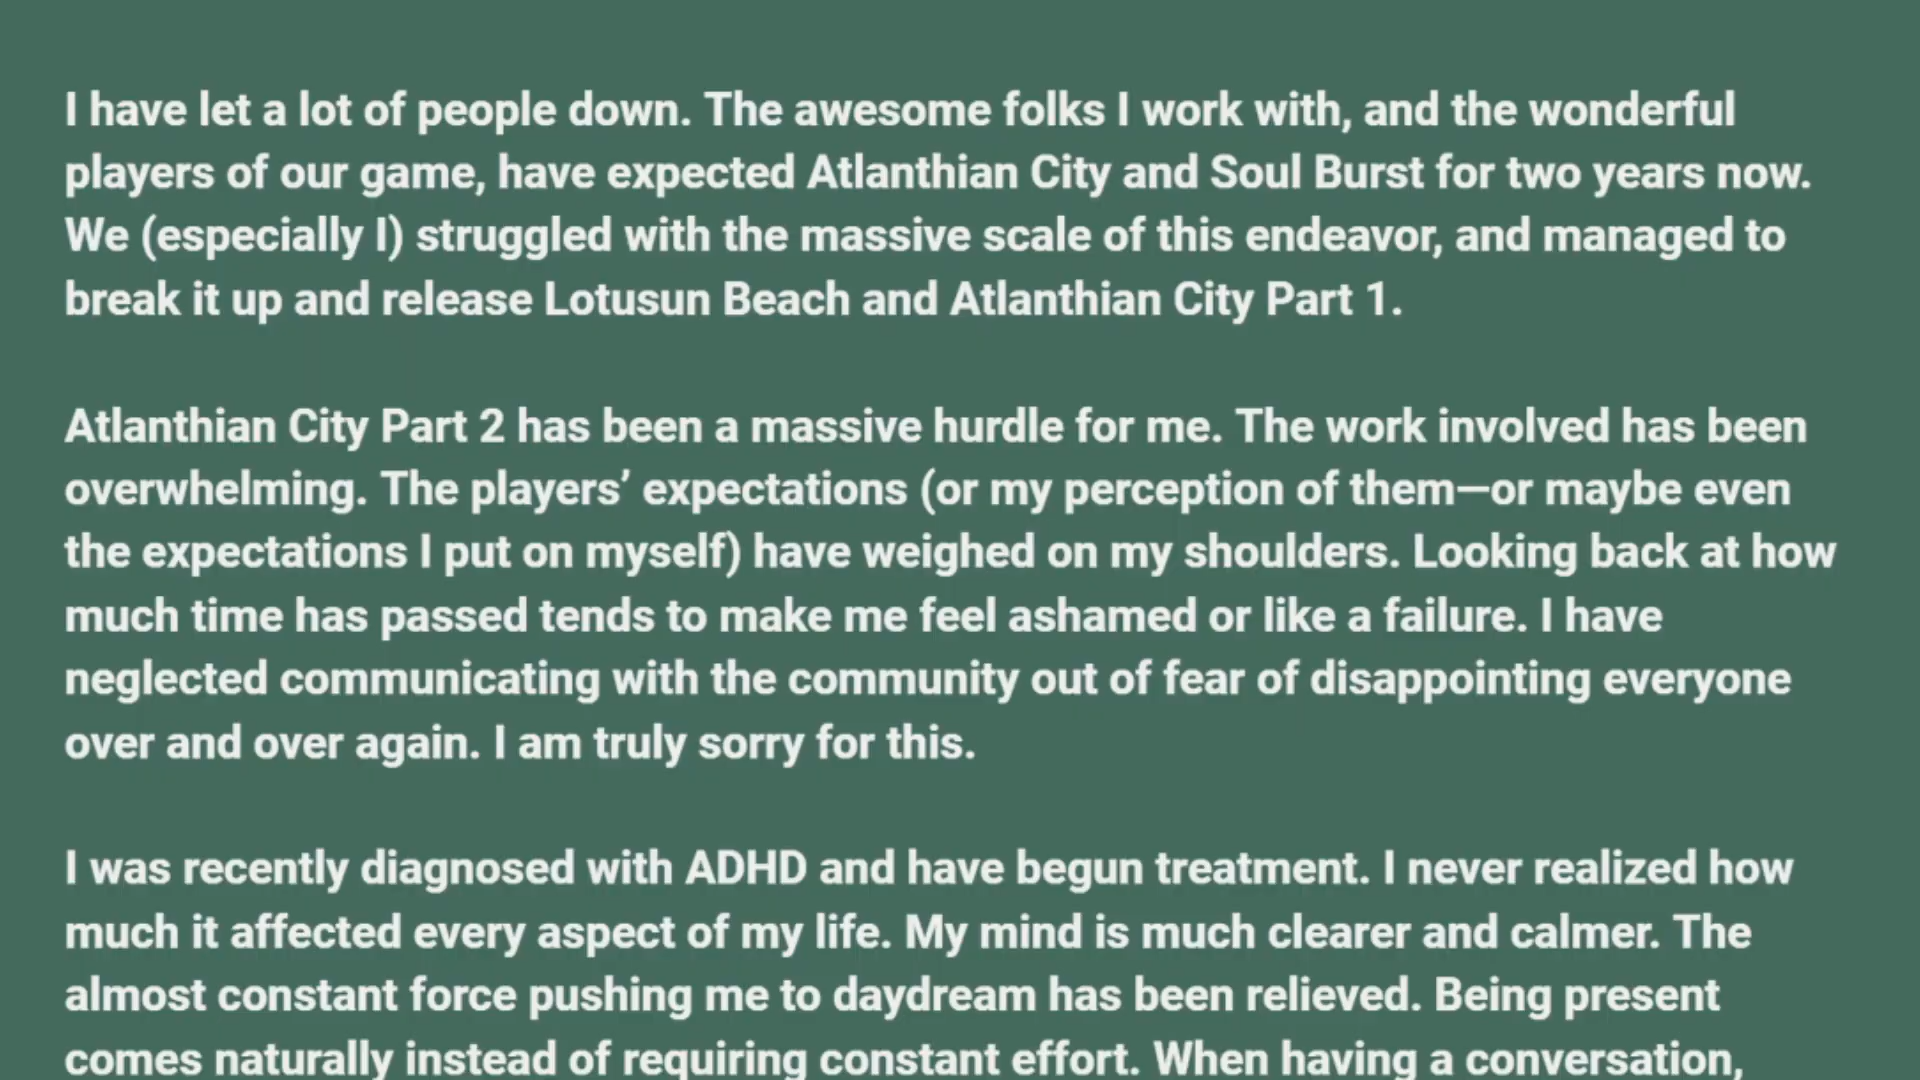 I have let a lot of people down. The awesome folks I work with, and the wonderful
players of our game, have expected Atlanthian City and Soul Burst for two years now.
We (especially I) struggled with the massive scale of this endeavor, and managed to
break it up and release Lotusun Beach and Atlanthian City Part 1.
Atlanthian City Part 2 has been a massive hurdle for me. The work involved has been
overwhelming. The players’ expectations (or my perception of them—or maybe even
the expectations I put on myself) have weighed on my shoulders. Looking back at how
much time has passed tends to make me feel ashamed or like a failure. I have
neglected communicating with the community out of fear of disappointing everyone
over and over again. I am truly sorry for this.
I was recently diagnosed with ADHD and have begun treatment. I never realized how
much it affected every aspect of my life. My mind is much clearer and calmer. The
almost constant force pushing me to daydream has been relieved. Being present
comes naturally instead of requiring constant effort. When having a conversation,